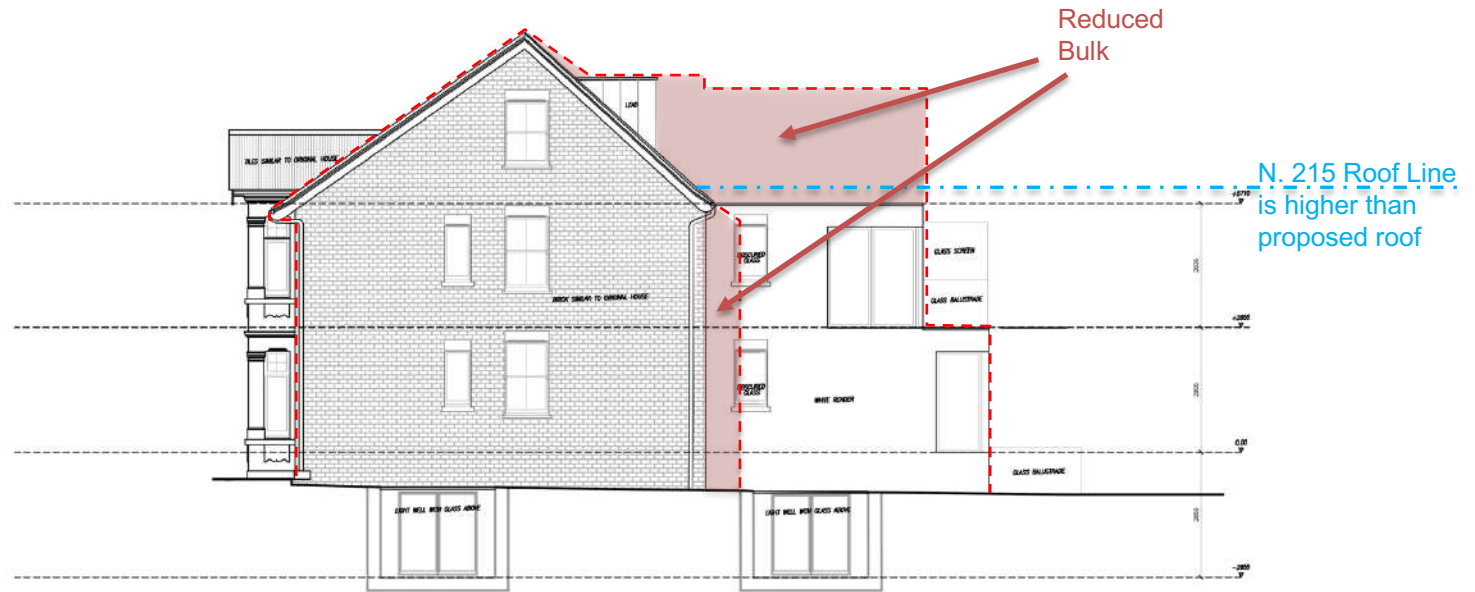 Reduced
Bulk
LEAD
TILES SIMILAR TO ORIGINAL HOUSE
N. 215 Roof Line
is higher than
proposed roof
+5710
OBSCURED
GLASS
GLASS SCREEN
GLASS BALUSTRADE
BRICK SIMILAR TO ORIGINAL HOUSE
+2855
OBSCURED
GLASS
WHITE RENDER
2855
0.00
GLASS BALUSTRADE
LIGHT WELL WITH GLASS ABOVE
LIGHT WELL WITH GLASS ABOVE
2855
-2855